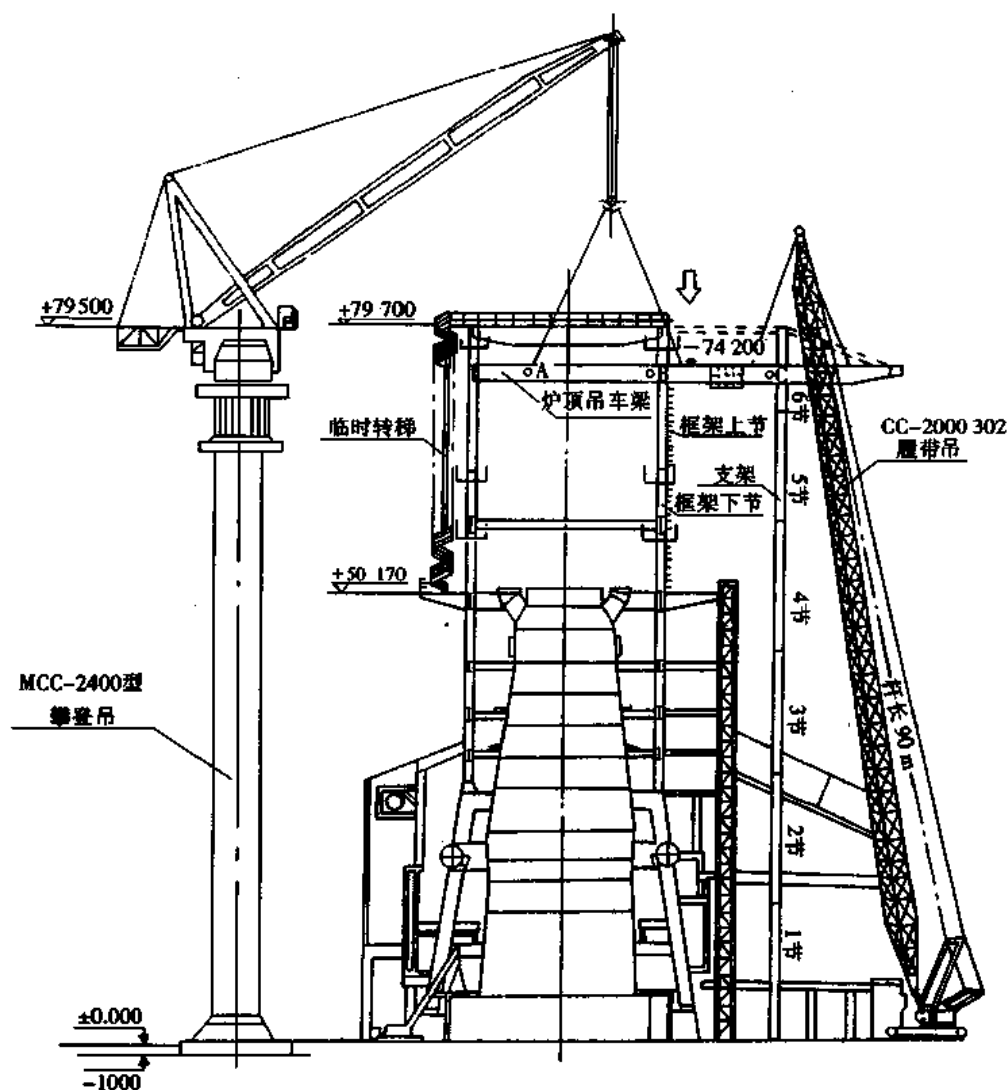 +79 500
+79 700
-74 200
A
炉顶吊车梁
6节
临时转梯
框架上节
CC-2000 302
履带吊
支架
5节
框架下节
+50 170
4节
MCC-2400型
攀登吊
3节
杆长 90 m
2节
1节
±0.000
-1000